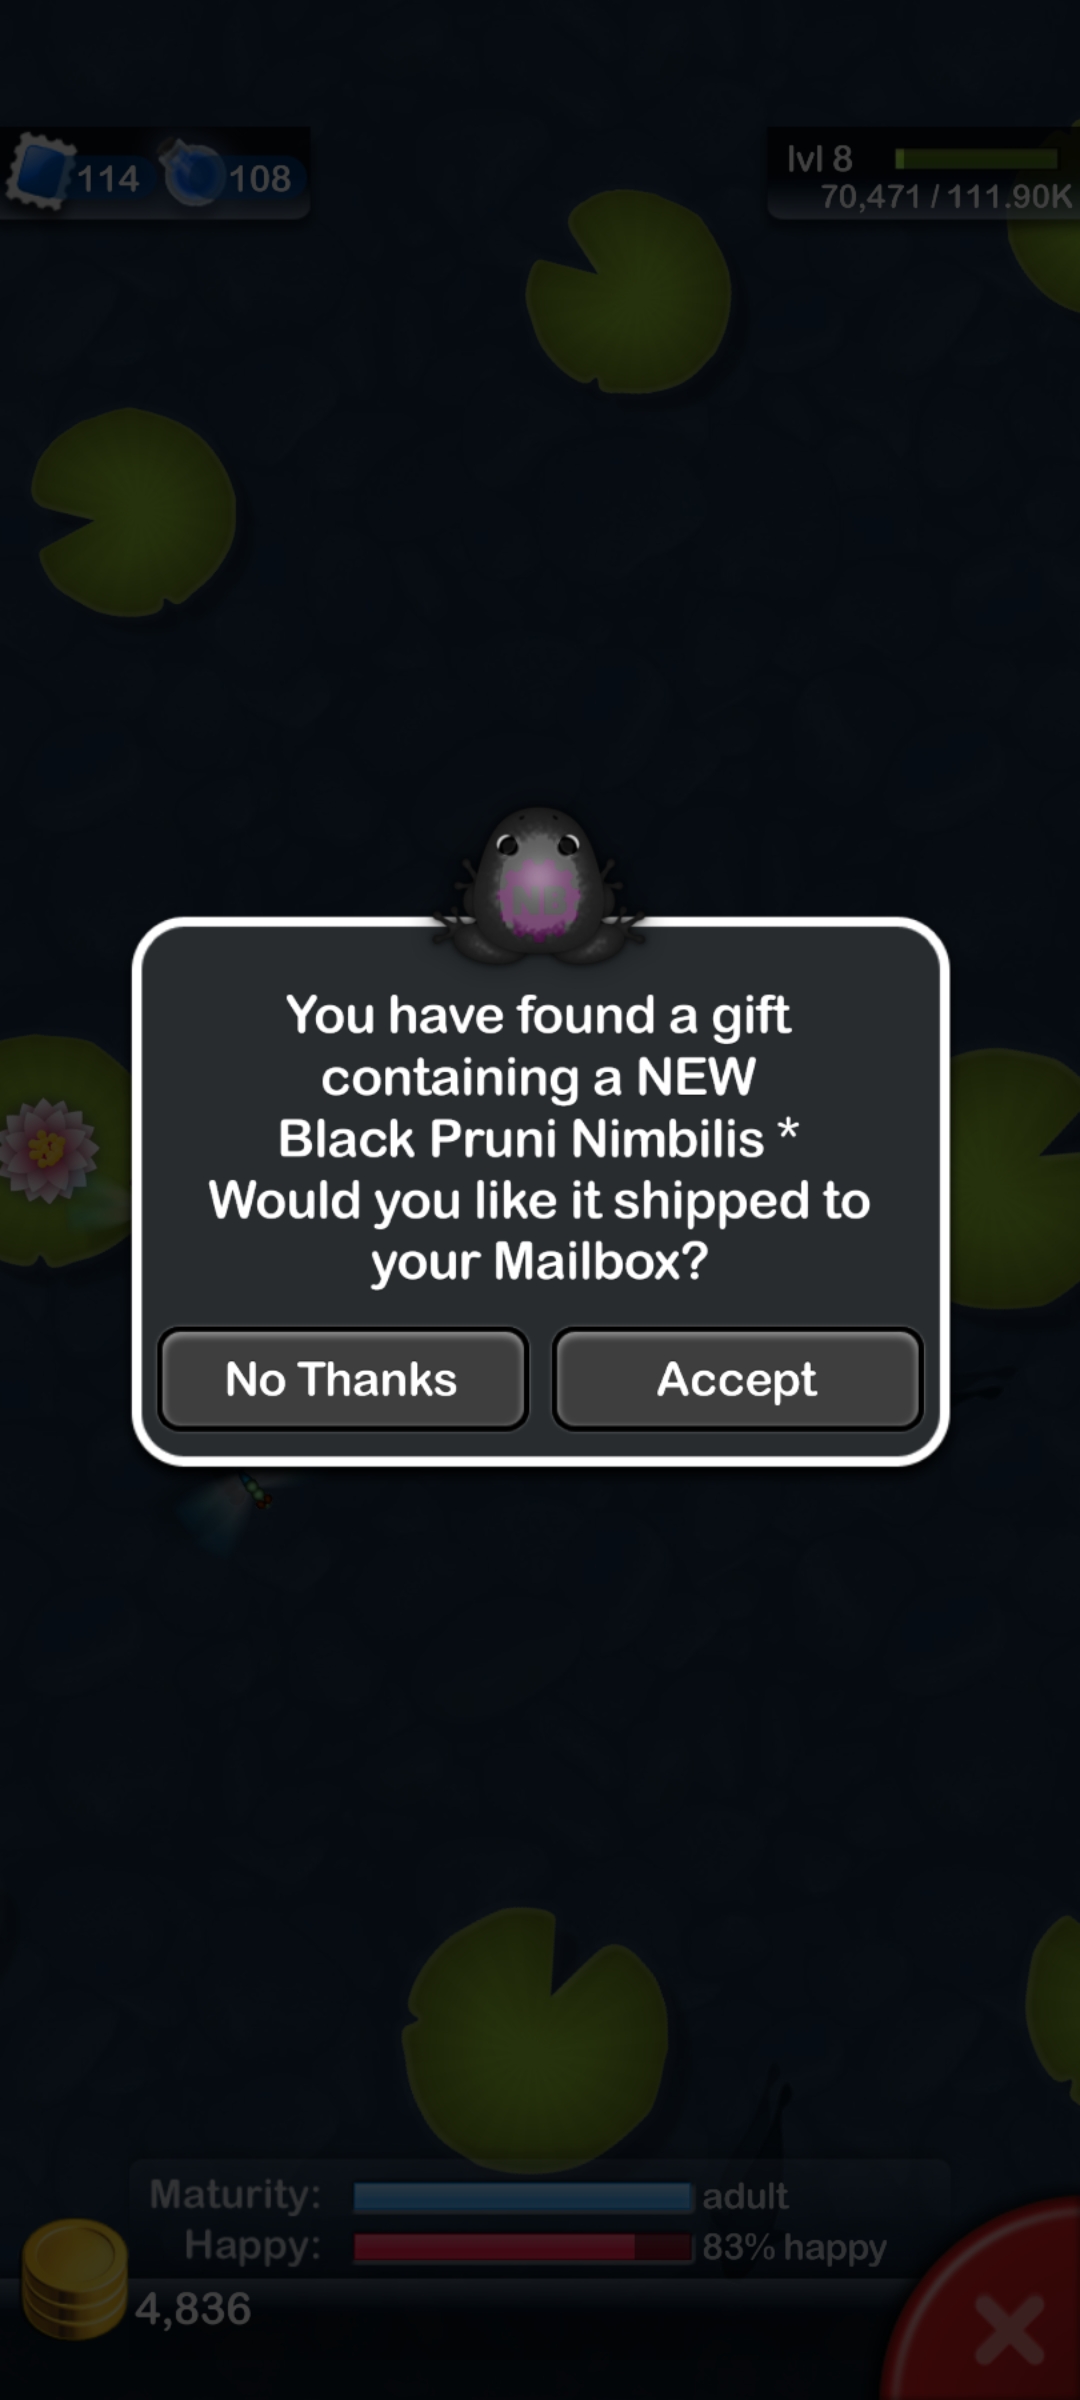 114
108
lvl 8
70,471 / 111.90K
NB
You have found a gift
containing a NEW
Black Pruni Nimbilis *
Would you like it shipped to
your Mailbox?
No Thanks
Accept
Maturity:
adult
Happy:
83% happy
4,836